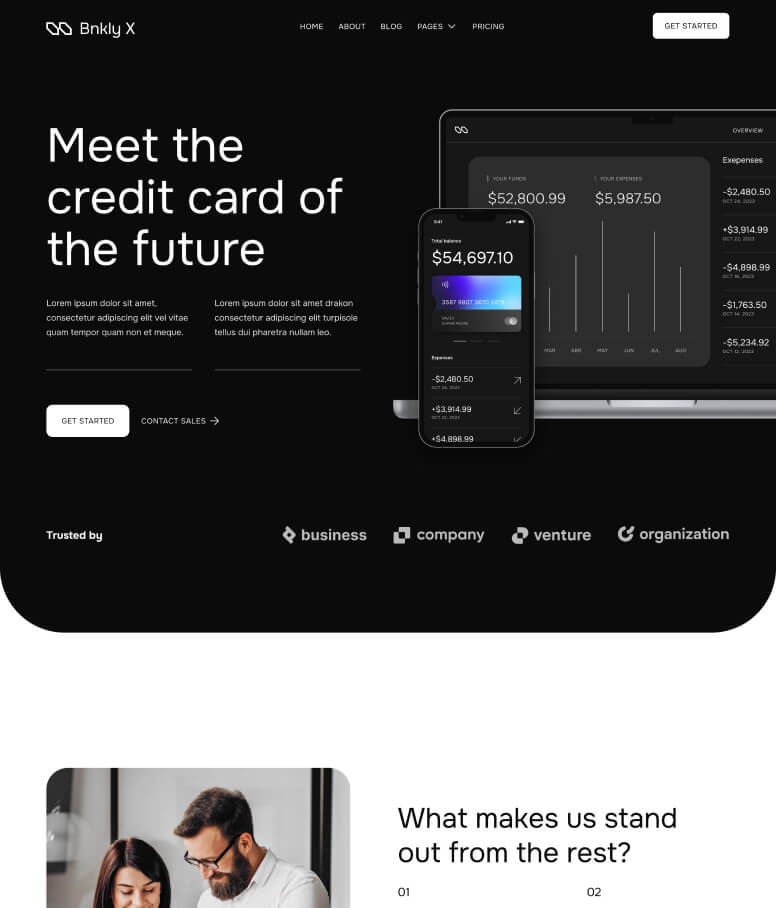 Bnkly X
HOME
ABOUT
BLOG
PAGES
PRICING
GET STARTED
Meet the
credit card of
the future
Lorem ipsum dolor sit amet,
consectetur adipiscing elit vel vitae
quam tempor quam non et meque.
Lorem ipsum dolor sit amet drakon
consectetur adipiscing elit turpisole
tellus dui pharetra nullam leo.
GET STARTED
CONTACT SALES
OVERVIEW
YOUR FUNDS
$52,800.99
YOUR EXPENSES
$5,987.50
MAR
ABR
MAY
JUN
JUL
AUG
Exepenses
-$2,480.50
OCT 24, 2023
+$3,914.99
OCT 22, 2023
-$4,898.99
OCT 16, 2023
-$1,763.50
OCT 14, 2023
-$5,234.92
OCT 12, 2023
9:41
Total balance
$54,697.10
Expenses
-$2,480.50
OCT 24, 2023
+$3,914.99
OCT 22, 2023
+$4,898.99
Trusted by
business
company
venture
organization
What makes us stand
out from the rest?
01
02